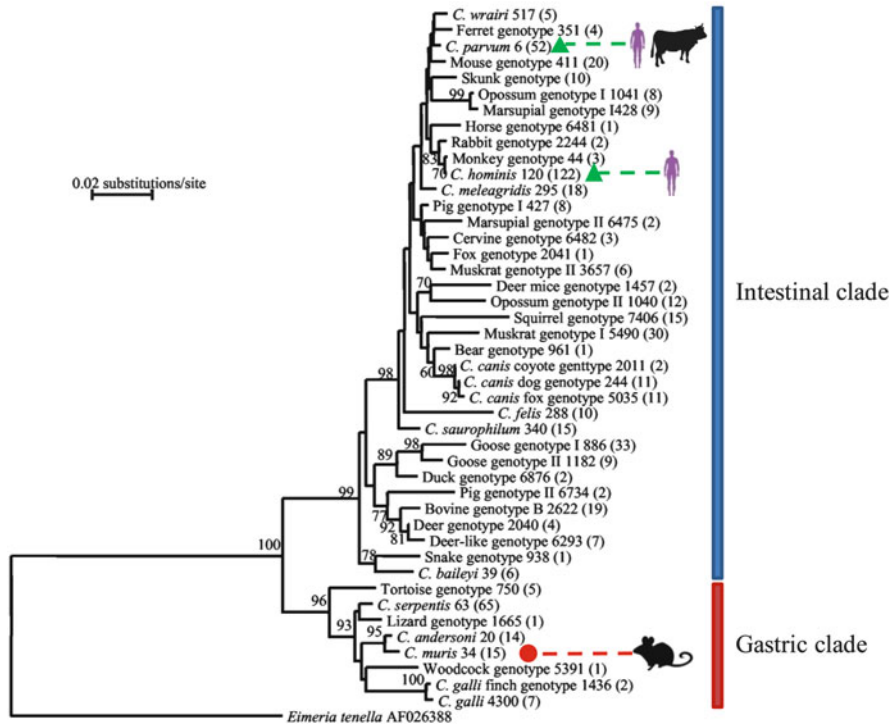 C. wrairi 517 (5)
Ferret genotype 351 (4)
C. parvum 6 (52)
Mouse genotype 411 (20)
Skunk genotype (10)
99 Opossum genotype I 1041 (8)
Marsupial genotype I428 (9)
Horse genotype 6481 (1)
Rabbit genotype 2244 (2)
83 Monkey genotype 44 (3)
70 C. hominis 120 (122)
0.02 substitutions/site
C. meleagridis 295 (18)
Pig genotype I 427 (8)
Marsupial genotype II 6475 (2)
Cervine genotype 6482 (3)
Fox genotype 2041 (1)
Muskrat genotype II 3657 (6)
70 Deer mice genotype 1457 (2)
Opossum genotype II 1040 (12)
Intestinal clade
Squirrel genotype 7406 (15)
Muskrat genotype I 5490 (30)
Bear genotype 961 (1)
60 98 C. canis coyote genttype 2011 (2)
C. canis dog genotype 244 (11)
92 C. canis fox genotype 5035 (11)
98
C. felis 288 (10)
C. saurophilum 340 (15)
98 Goose genotype I 886 (33)
89 Goose genotype II 1182 (9)
Duck genotype 6876 (2)
99
Pig genotype II 6734 (2)
77 Bovine genotype B 2622 (19)
92 Deer genotype 2040 (4)
81 Deer-like genotype 6293 (7)
100
78 Snake genotype 938 (1)
C. baileyi 39 (6)
96 Tortoise genotype 750 (5)
C. serpentis 63 (65)
93 Lizard genotype 1665 (1)
95 C. andersoni 20 (14)
C. muris 34 (15)
Gastric clade
Woodcock genotype 5391 (1)
100 C. galli finch genotype 1436 (2)
C. galli 4300 (7)
Eimeria tenella AF026388